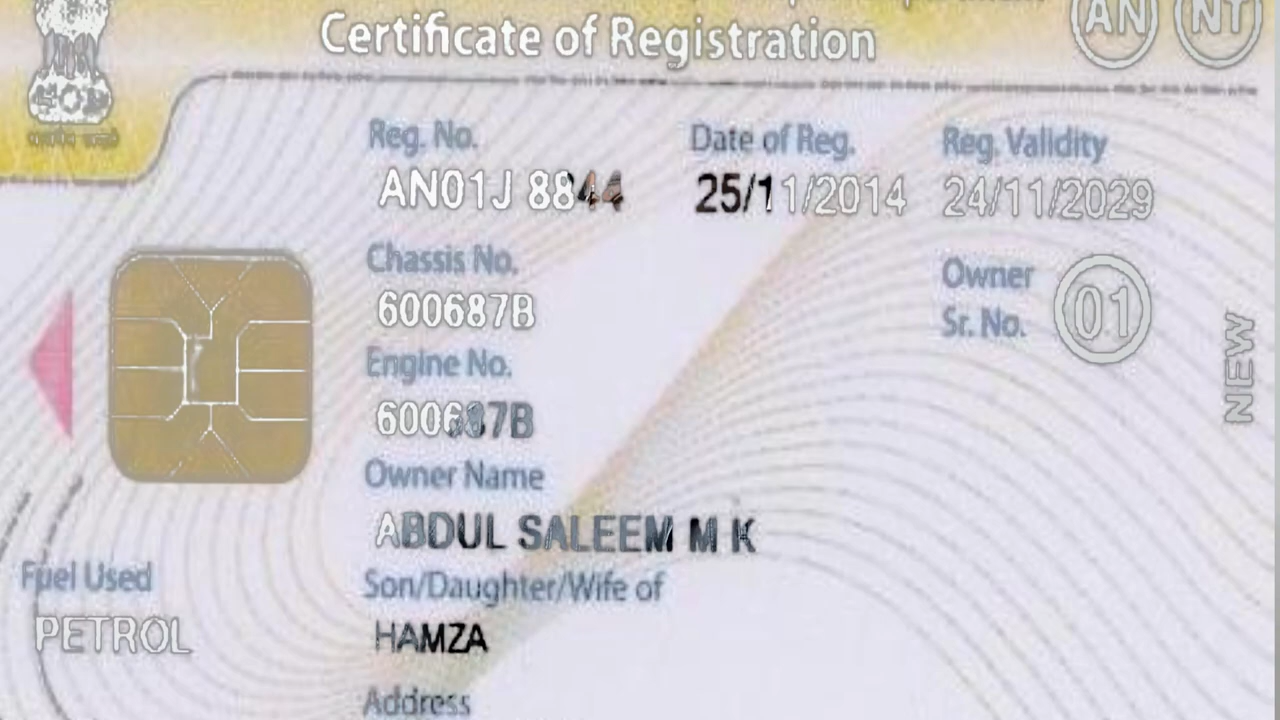 Certificate of Registration
AN NT
Reg. No. Date of Reg. Reg. Validity
AN01J 8844 25/11/2014 24/11/2029
Chassis No. Owner
600687B Sr. No. 01
Engine No. NEW
600687B
Owner Name
ABDUL SALEEM M K
Fuel Used Son/Daughter/Wife of
PETROL HAMZA
Address